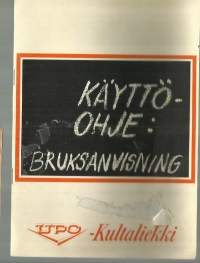 KÄYTTÖ-
OHJE:
BRUKSANVISNING
UPO -Kultaliekki